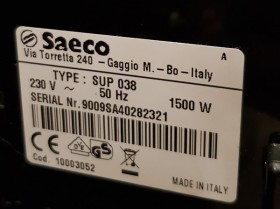 Saeco
A
Via Torretta 240 - Gaggio M.- Bo - Italy
TYPE : SUP 038
230 V ~ 50 Hz 1500 W
SERIAL Nr.9009SA40282321
CE GS
Cod. 10003052
MADE IN ITALY